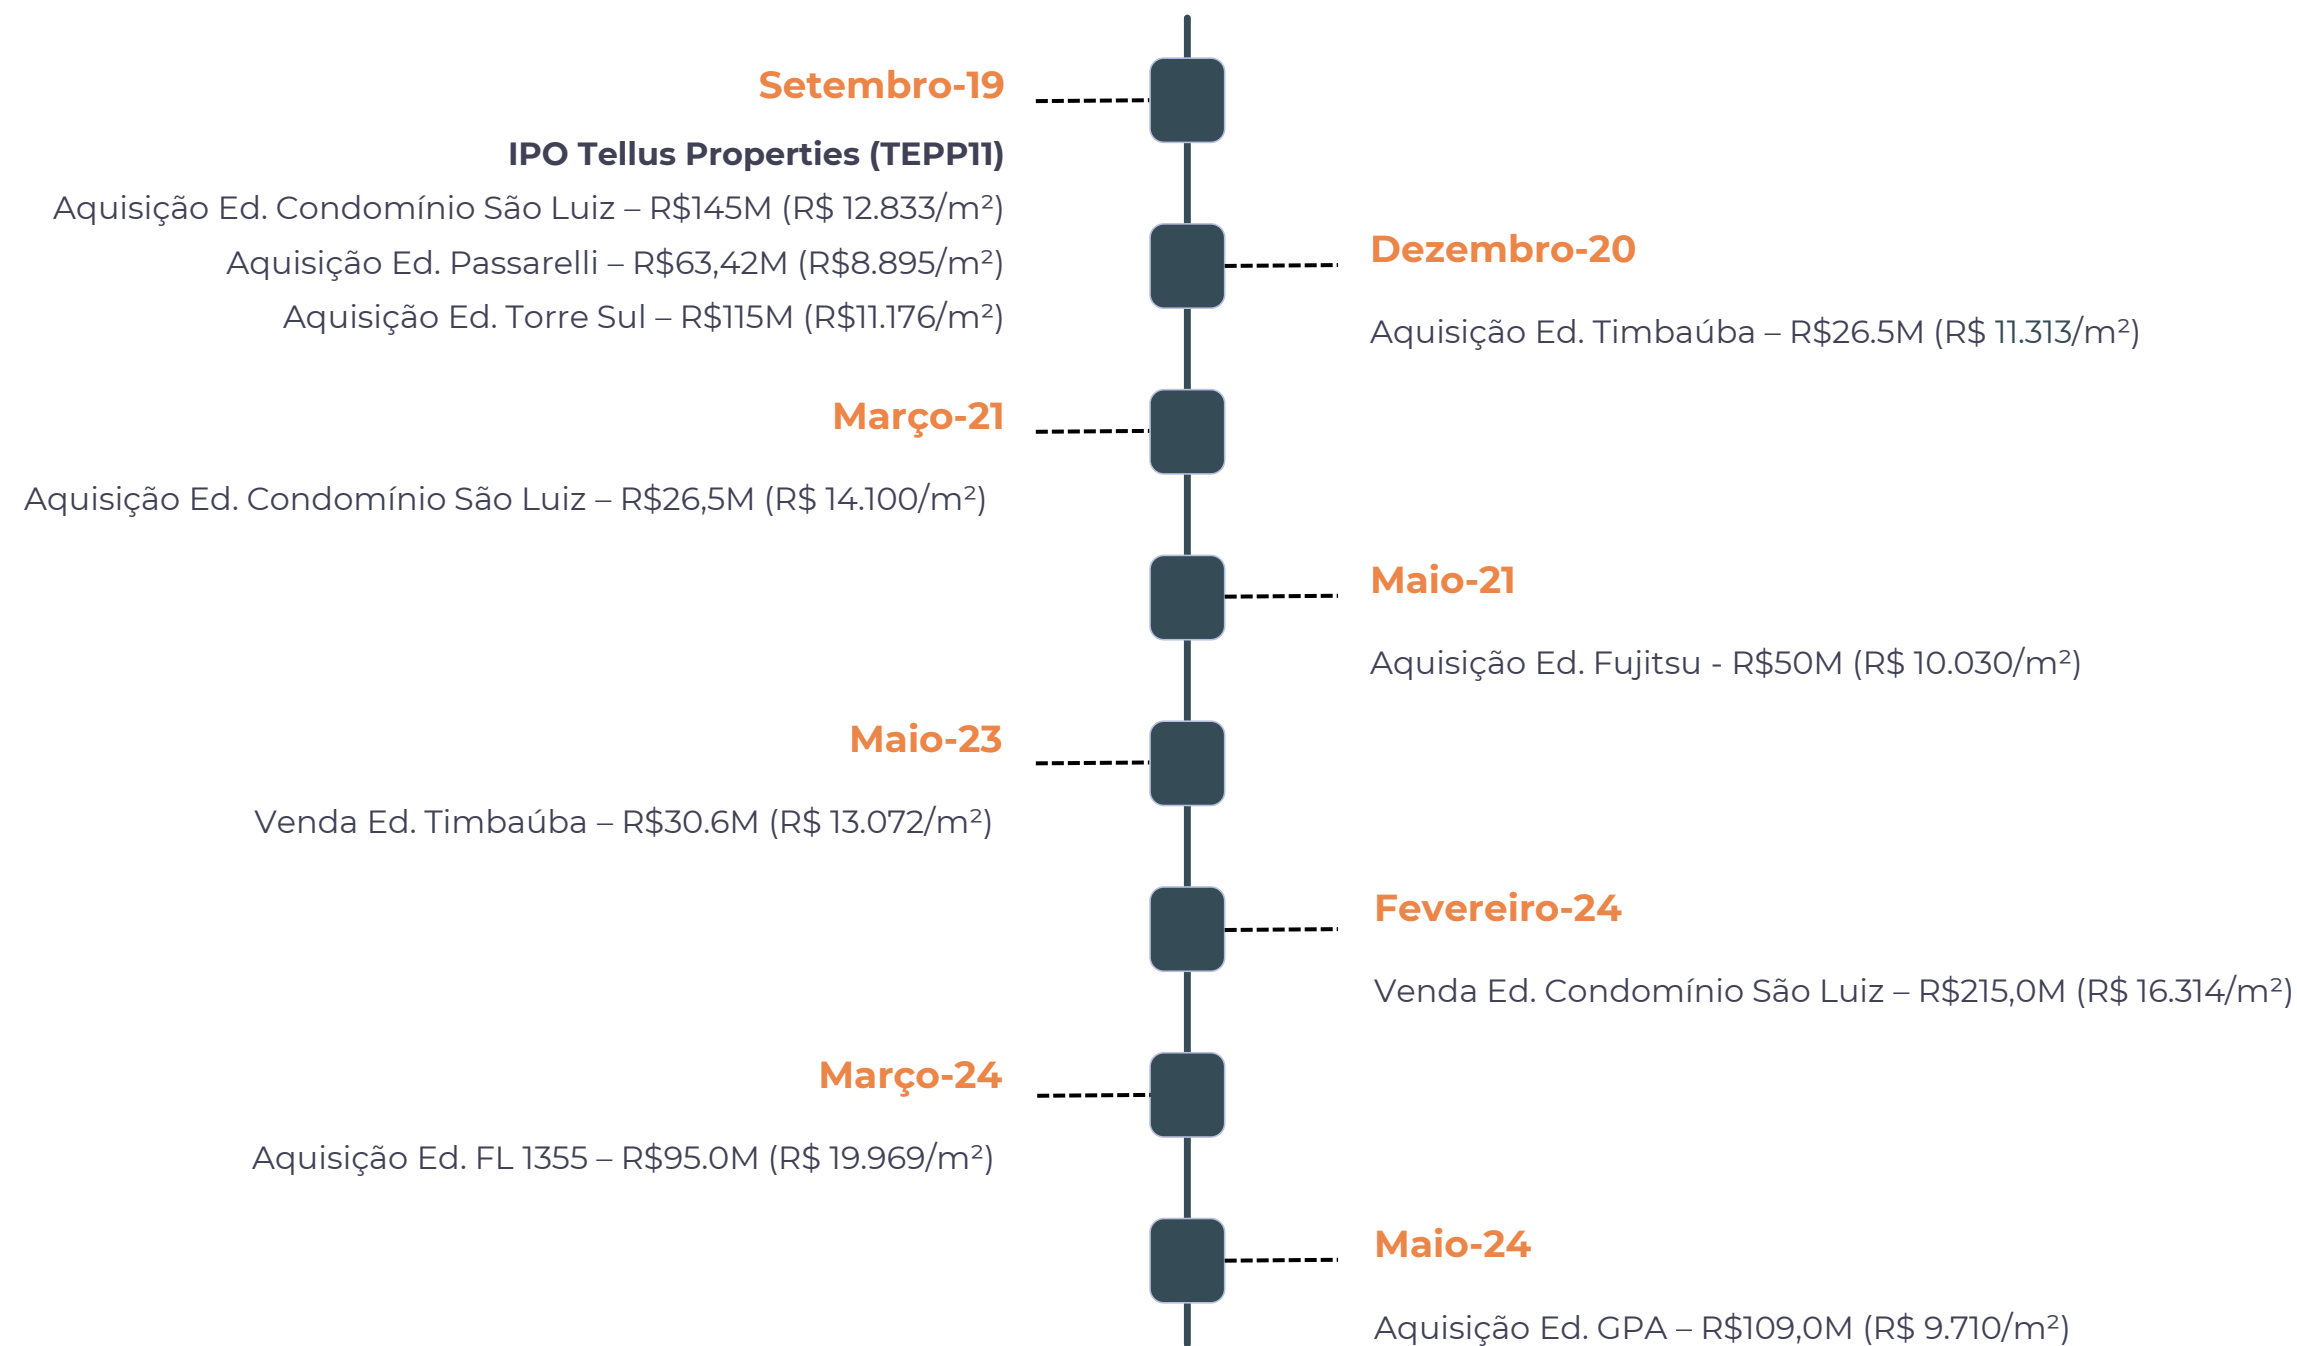 Setembro-19
IPO Tellus Properties (TEPP11)
Aquisição Ed. Condomínio São Luiz – R$145M (R$ 12.833/m²)
Aquisição Ed. Passarelli – R$63,42M (R$8.895/m²)
Aquisição Ed. Torre Sul – R$115M (R$11.176/m²)
Dezembro-20
Aquisição Ed. Timbaúba – R$26.5M (R$ 11.313/m²)
Março-21
Aquisição Ed. Condomínio São Luiz – R$26,5M (R$ 14.100/m²)
Maio-21
Aquisição Ed. Fujitsu - R$50M (R$ 10.030/m²)
Maio-23
Venda Ed. Timbaúba – R$30.6M (R$ 13.072/m²)
Fevereiro-24
Venda Ed. Condomínio São Luiz – R$215,0M (R$ 16.314/m²)
Março-24
Aquisição Ed. FL 1355 – R$95.0M (R$ 19.969/m²)
Maio-24
Aquisição Ed. GPA – R$109,0M (R$ 9.710/m²)